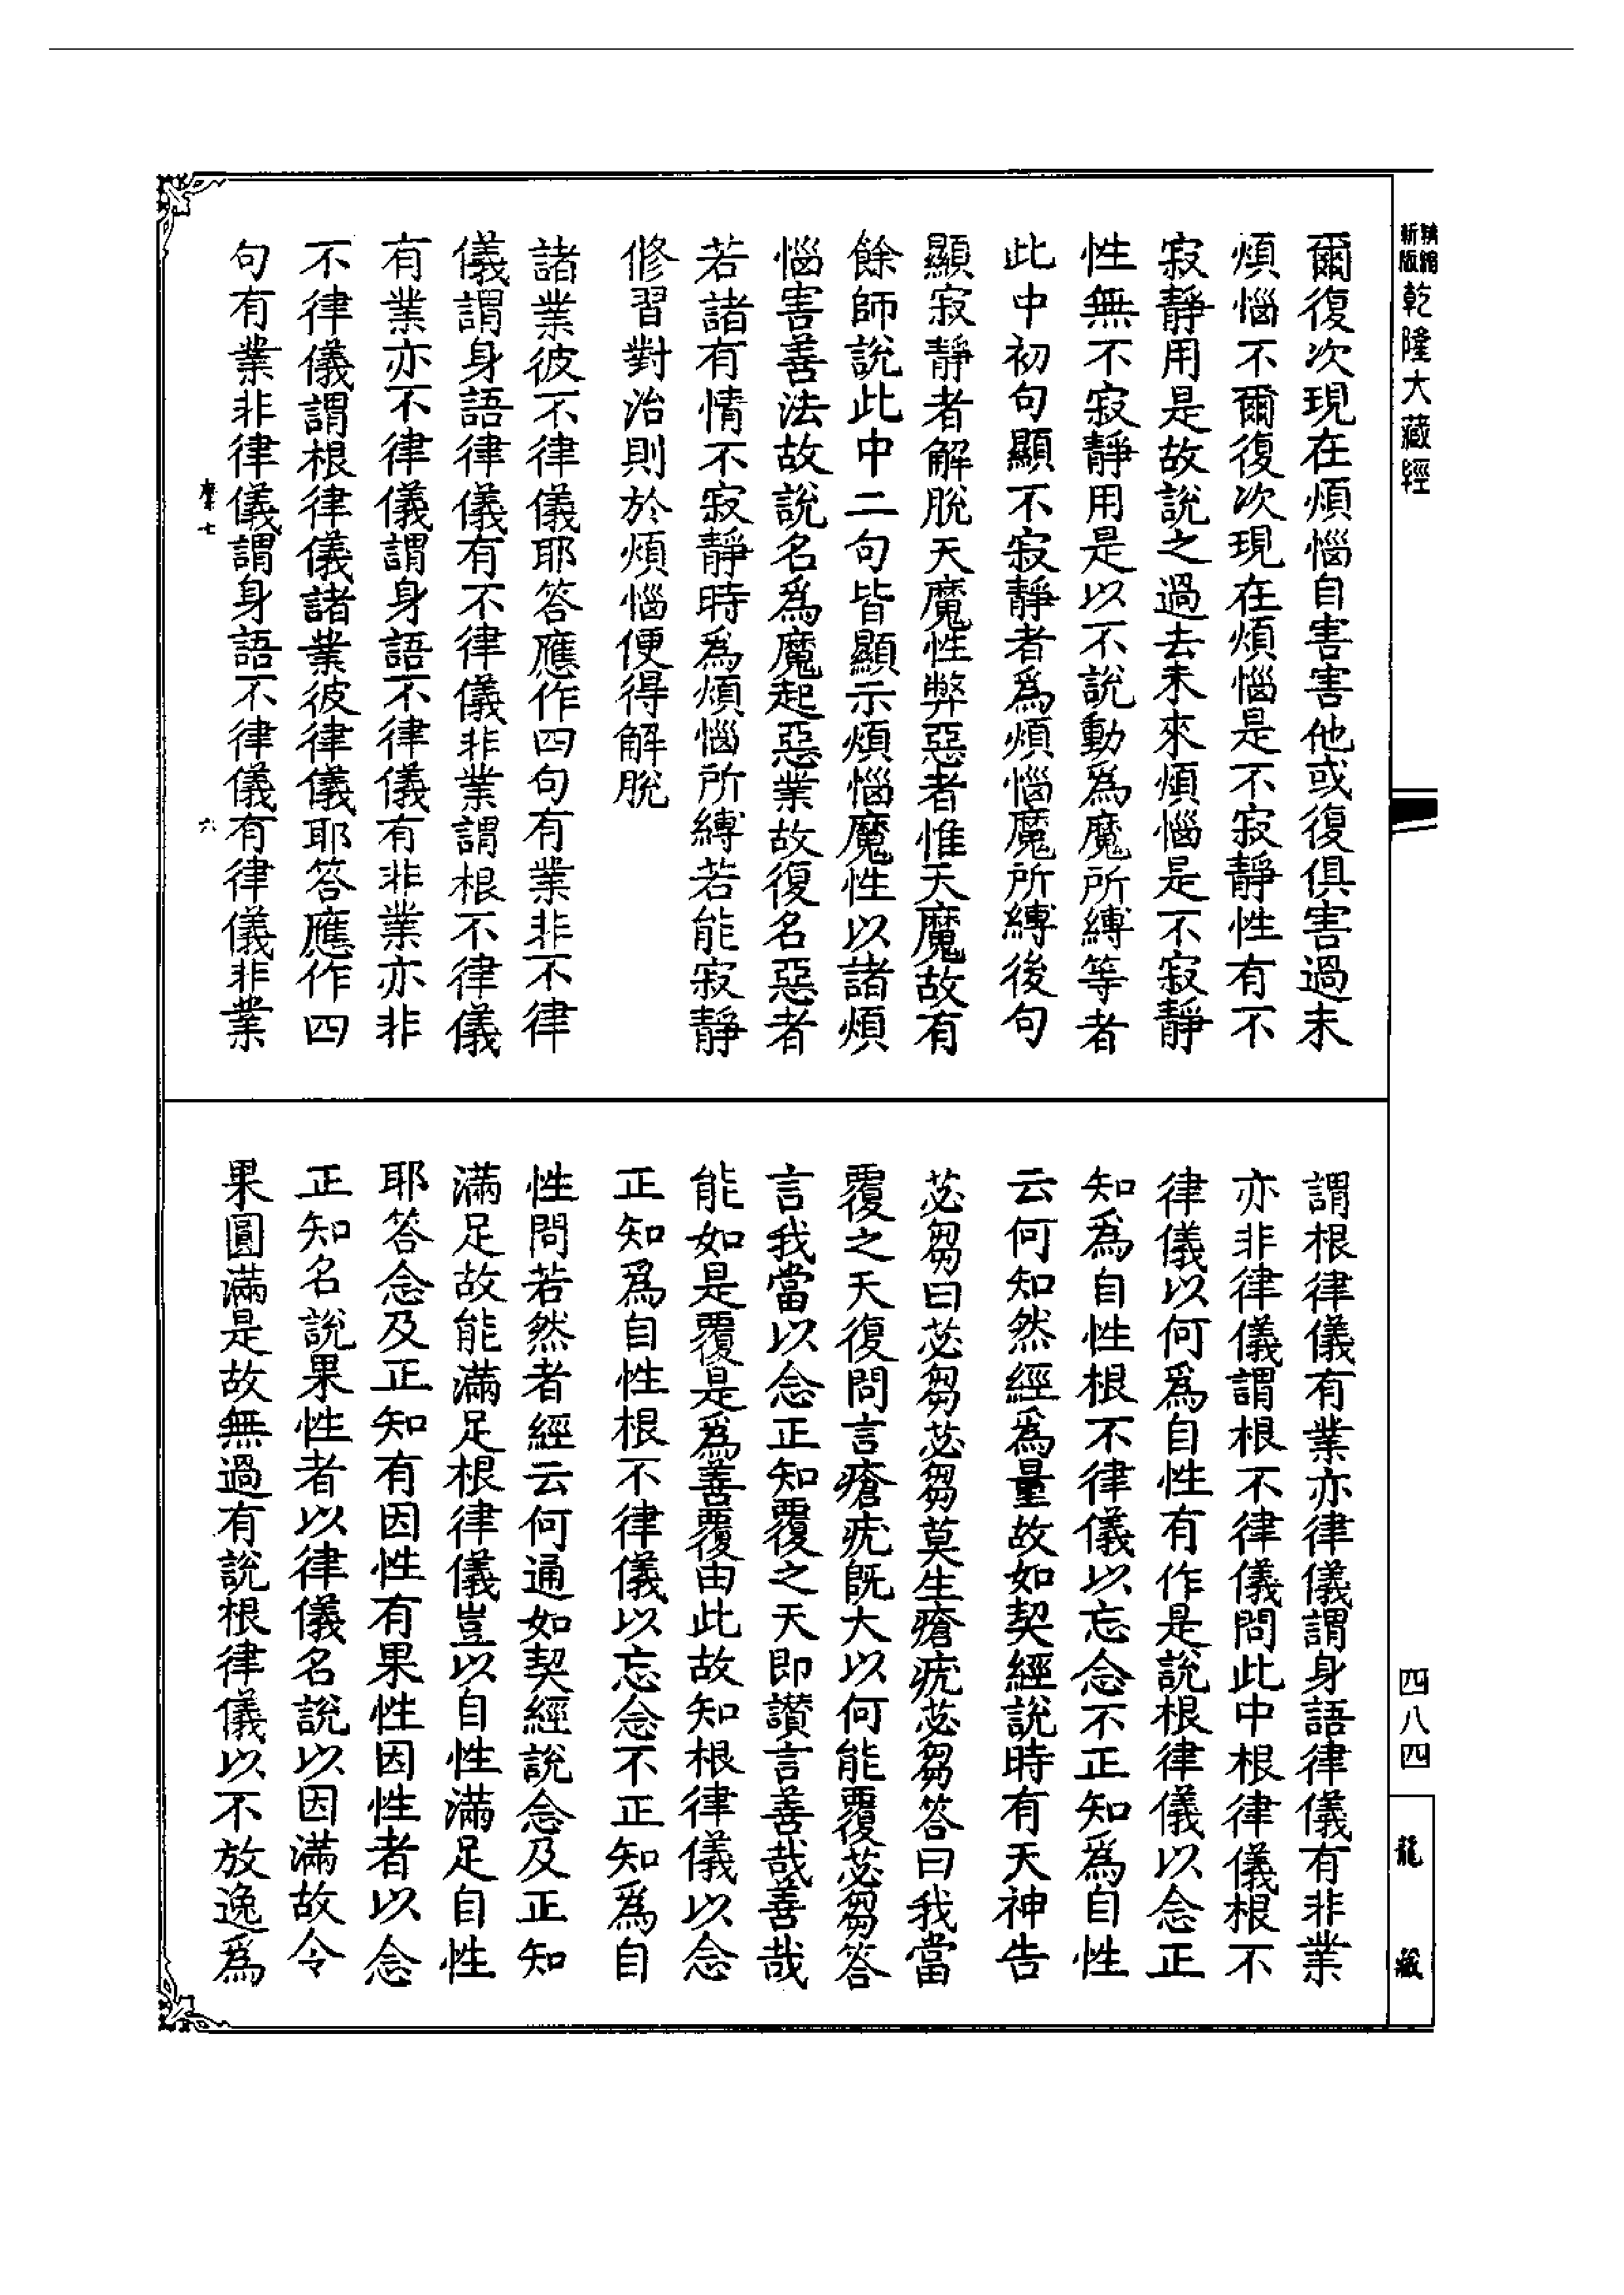 精縮
新版
乾隆大藏經
爾復次現在煩惱自害害他或復俱害過未
煩惱不爾復次現在煩惱是不寂靜性有不
寂靜用是故說之過去未來煩惱是不寂靜
性無不寂靜用是以不說動爲魔所縛等者
此中初句顯不寂靜者爲煩惱魔所縛後句
顯寂靜者解脫天魔性弊惡者惟天魔故有
餘師說此中二句皆顯示煩惱魔性以諸煩
惱害善法故說名爲魔起惡業故復名惡者
若諸有情不寂靜時爲煩惱所縛若能寂靜
修習對治則於煩惱便得解脫
諸業彼不律儀耶答應作四句有業非不律
儀謂身語律儀有不律儀非業謂根不律儀
有業亦不律儀謂身語不律儀有非業亦非
不律儀謂根律儀諸業彼律儀耶答應作四
句有業非律儀謂身語不律儀有律儀非業
摩七
六
謂根律儀有業亦律儀謂身語律儀有非業
亦非律儀謂根不律儀問此中根律儀根不
律儀以何爲自性有作是說根律儀以念正
知爲自性根不律儀以忘念不正知爲自性
云何知然經爲量故如契經說時有天神告
苾芻曰苾芻苾芻莫生瘡疣苾芻答曰我當
覆之天復問言瘡疣既大以何能覆苾芻答
言我當以念正知覆之天即讃言善哉善哉
能如是覆是爲善覆由此故知根律儀以念
正知爲自性根不律儀以忘念不正知爲自
性問若然者經云何通如契經說念及正知
滿足故能滿足根律儀豈以自性滿足自性
耶答念及正知有因性有果性因性者以念
正知名說果性者以律儀名說以因滿故令
果圓滿是故無過有說根律儀以不放逸爲
四八四
龍藏